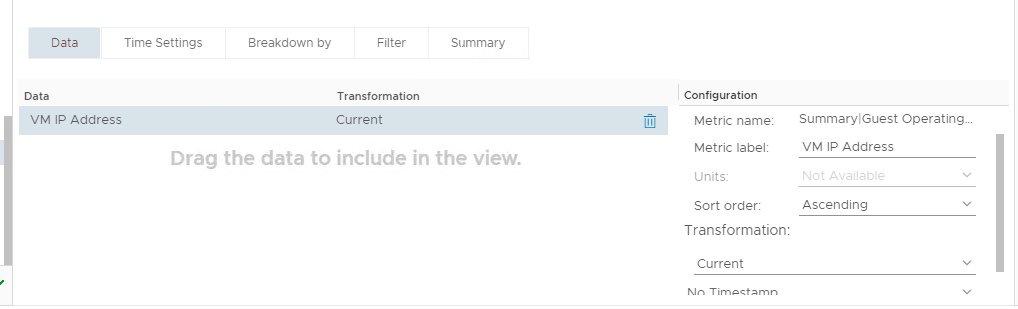 Data Time Settings Breakdown by Filter Summary
Data Transformation Configuration
VM IP Address Current
Metric name: Summary|Guest Operating...
Drag the data to include in the view.
Metric label: VM IP Address
Units: Not Available
Sort order: Ascending
Transformation:
Current
No Timestamp